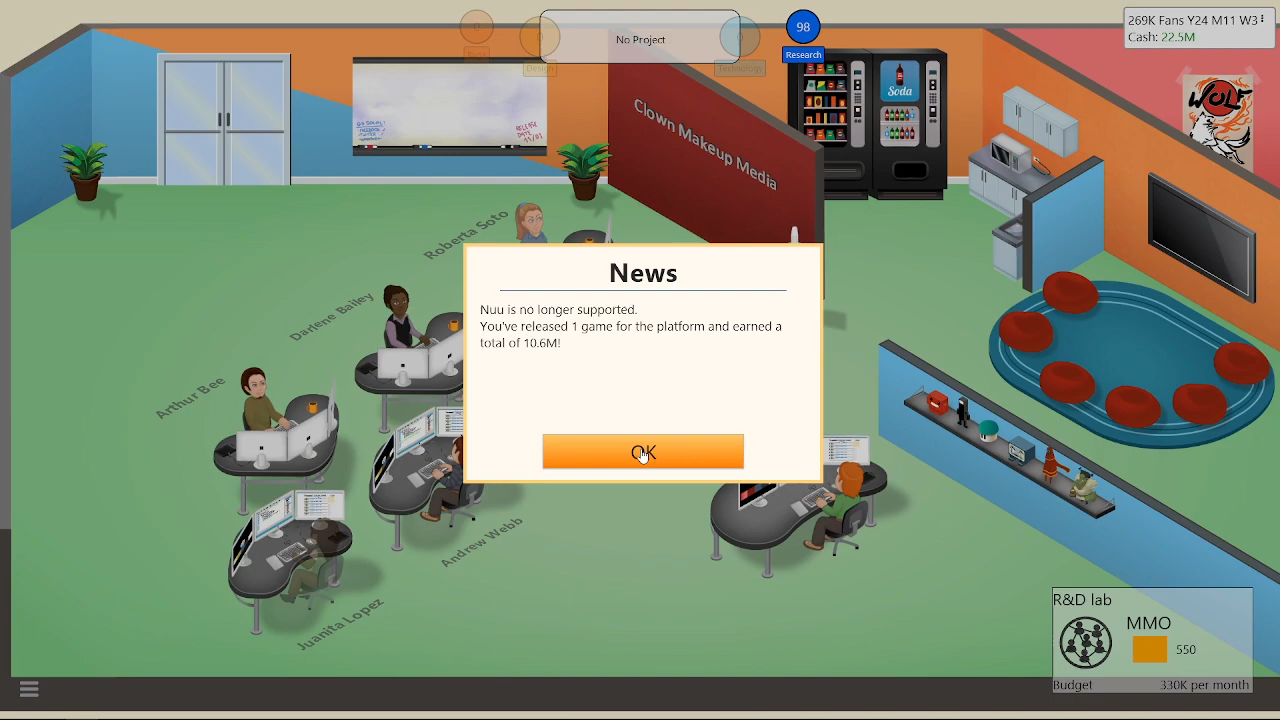 269K Fans Y24 M11 W3
Cash: 22.5M
No Project
98
Research
Design
Technology
Soda
WOLF
Clown Makeup Media
Roberta Soto
Darlene Bailey
Arthur Bee
Andrew Webb
Juanita Lopez
News
Nuu is no longer supported.
You've released 1 game for the platform and earned a
total of 10.6M!
OK
R&D lab
MMO
550
Budget 330K per month